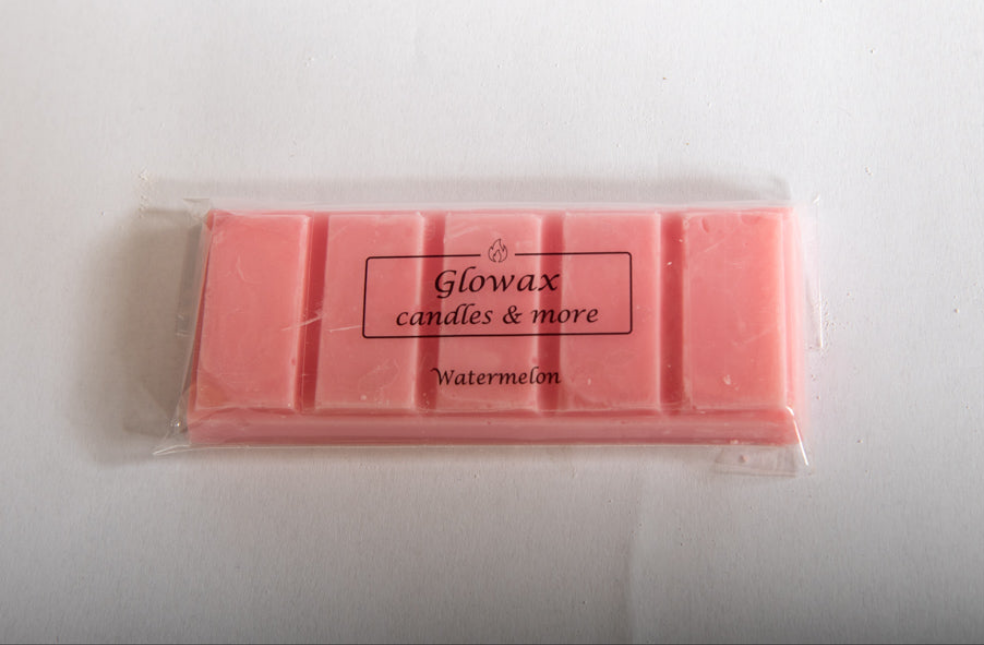 Glowax
candles & more
Watermelon